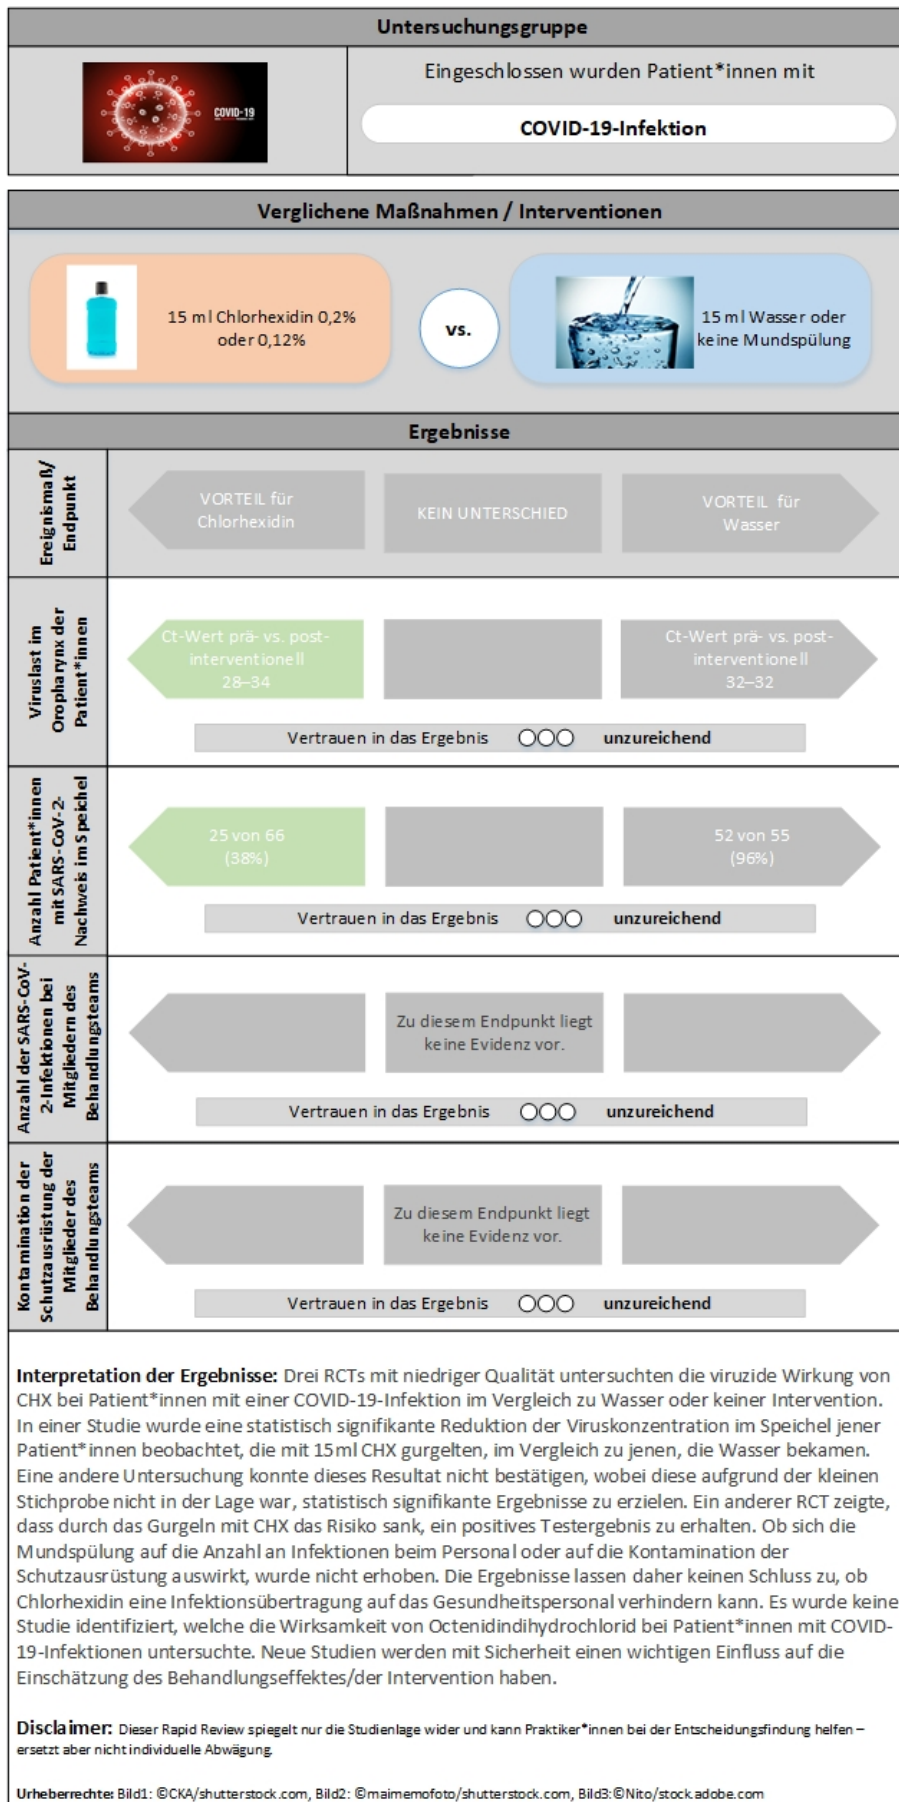 Untersuchungsgruppe
COVID-19
Eingeschlossen wurden Patient*innen mit
COVID-19-Infektion
Verglichene Maßnahmen / Interventionen
15 ml Chlorhexidin 0,2%
oder 0,12%
vs.
15 ml Wasser oder
keine Mundspülung
Ergebnisse
Ereignismaß/
Endpunkt
VORTEIL für
Chlorhexidin
KEIN UNTERSCHIED
VORTEIL für
Wasser
Viruslast im
Oropharynx der
Patient*innen
Ct-Wert prä- vs. post-
interventionell
28–34
Ct-Wert prä- vs. post-
interventionell
32–32
Vertrauen in das Ergebnis unzureichend
Anzahl Patient*innen
mit SARS-CoV-2-
Nachweis im Speichel
25 von 66
(38%)
52 von 55
(96%)
Vertrauen in das Ergebnis unzureichend
Anzahl der SARS-CoV-
2-Infektionen bei
Mitgliedern des
Behandlungsteams
Zu diesem Endpunkt liegt
keine Evidenz vor.
Vertrauen in das Ergebnis unzureichend
Kontamination der
Schutzausrüstung der
Mitglieder des
Behandlungsteams
Zu diesem Endpunkt liegt
keine Evidenz vor.
Vertrauen in das Ergebnis unzureichend
Interpretation der Ergebnisse: Drei RCTs mit niedriger Qualität untersuchten die viruzide Wirkung von
CHX bei Patient*innen mit einer COVID-19-Infektion im Vergleich zu Wasser oder keiner Intervention.
In einer Studie wurde eine statistisch signifikante Reduktion der Viruskonzentration im Speichel jener
Patient*innen beobachtet, die mit 15ml CHX gurgelten, im Vergleich zu jenen, die Wasser bekamen.
Eine andere Untersuchung konnte dieses Resultat nicht bestätigen, wobei diese aufgrund der kleinen
Stichprobe nicht in der Lage war, statistisch signifikante Ergebnisse zu erzielen. Ein anderer RCT zeigte,
dass durch das Gurgeln mit CHX das Risiko sank, ein positives Testergebnis zu erhalten. Ob sich die
Mundspülung auf die Anzahl an Infektionen beim Personal oder auf die Kontamination der
Schutzausrüstung auswirkt, wurde nicht erhoben. Die Ergebnisse lassen daher keinen Schluss zu, ob
Chlorhexidin eine Infektionsübertragung auf das Gesundheitspersonal verhindern kann. Es wurde keine
Studie identifiziert, welche die Wirksamkeit von Octenidindihydrochlorid bei Patient*innen mit COVID-
19-Infektionen untersuchte. Neue Studien werden mit Sicherheit einen wichtigen Einfluss auf die
Einschätzung des Behandlungseffektes/der Intervention haben.
Disclaimer: Dieser Rapid Review spiegelt nur die Studienlage wider und kann Praktiker*innen bei der Entscheidungsfindung helfen –
ersetzt aber nicht individuelle Abwägung.
Urheberrechte: Bild1: ©CKA/shutterstock.com, Bild2: ©maimemofoto/shutterstock.com, Bild3:©Nito/stock.adobe.com